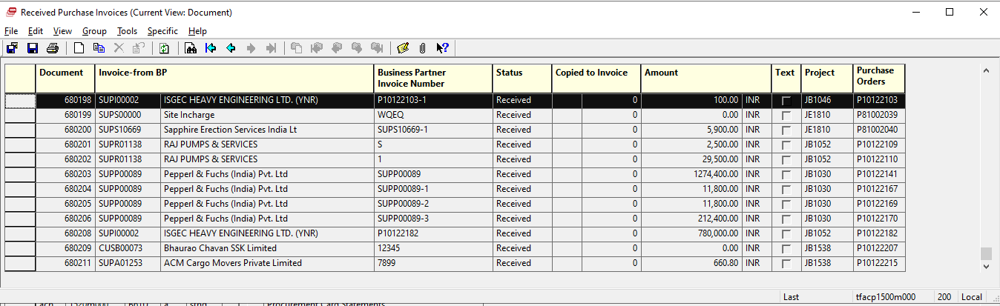 Received Purchase Invoices (Current View: Document)
File Edit View Group Tools Specific Help
Document Invoice-from BP Business Partner Invoice Number Status Copied to Invoice Amount Text Project Purchase Orders
680198 SUPI00002 ISGEC HEAVY ENGINEERING LTD. (YNR) P10122103-1 Received 0 100.00 INR JB1046 P10122103
680199 SUPS00000 Site Incharge WQEQ Received 0 0.00 INR JE1810 P81002039
680200 SUPS10669 Sapphire Erection Services India Lt SUPS10669-1 Received 0 5,900.00 INR JE1810 P81002040
680201 SUPR01138 RAJ PUMPS & SERVICES S Received 0 2,500.00 INR JB1052 P10122109
680202 SUPR01138 RAJ PUMPS & SERVICES 1 Received 0 29,500.00 INR JB1052 P10122110
680203 SUPP00089 Pepperl & Fuchs (India) Pvt. Ltd SUPP00089 Received 0 1274,400.00 INR JB1030 P10122141
680204 SUPP00089 Pepperl & Fuchs (India) Pvt. Ltd SUPP00089-1 Received 0 11,800.00 INR JB1030 P10122167
680205 SUPP00089 Pepperl & Fuchs (India) Pvt. Ltd SUPP00089-2 Received 0 11,800.00 INR JB1030 P10122169
680206 SUPP00089 Pepperl & Fuchs (India) Pvt. Ltd SUPP00089-3 Received 0 212,400.00 INR JB1030 P10122170
680208 SUPI00002 ISGEC HEAVY ENGINEERING LTD. (YNR) P10122182 Received 0 780,000.00 INR JB1052 P10122182
680209 CUSB00073 Bhaurao Chavan SSK Limited 12345 Received 0 0.00 INR JB1538 P10122207
680211 SUPA01253 ACM Cargo Movers Private Limited 7899 Received 0 660.80 INR JB1538 P10122215
Last tfacp1500m000 200 Local